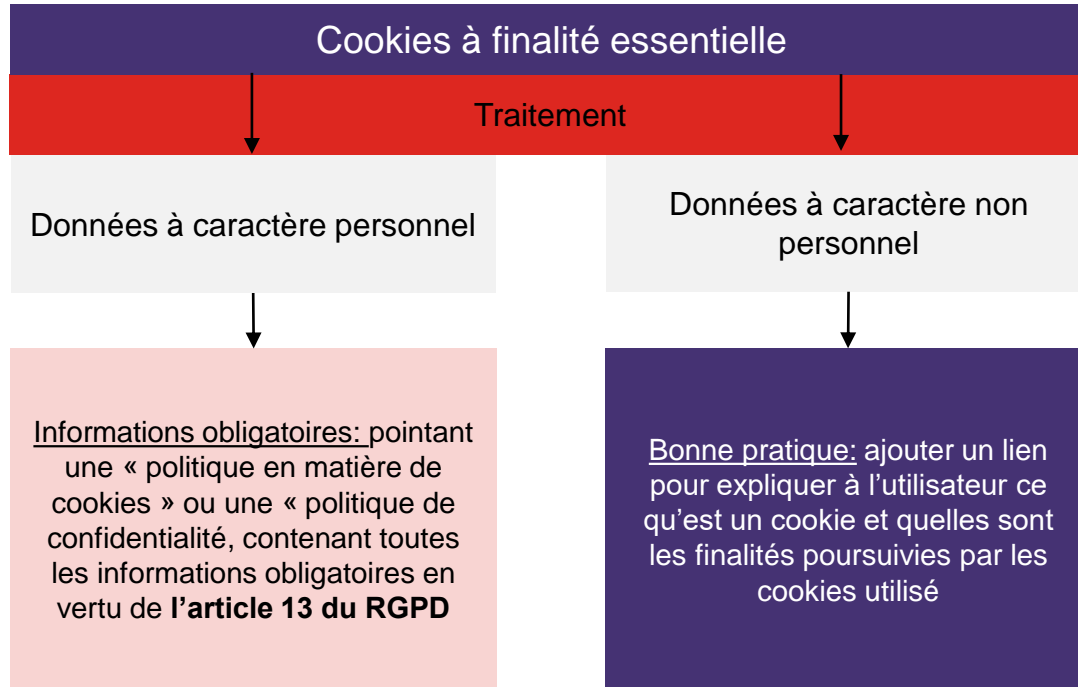 Cookies à finalité essentielle
Traitement
Données à caractère personnel
Données à caractère non
personnel
Informations obligatoires: pointant
une « politique en matière de
cookies » ou une « politique de
confidentialité, contenant toutes
les informations obligatoires en
vertu de l’article 13 du RGPD
Bonne pratique: ajouter un lien
pour expliquer à l’utilisateur ce
qu’est un cookie et quelles sont
les finalités poursuivies par les
cookies utilisé